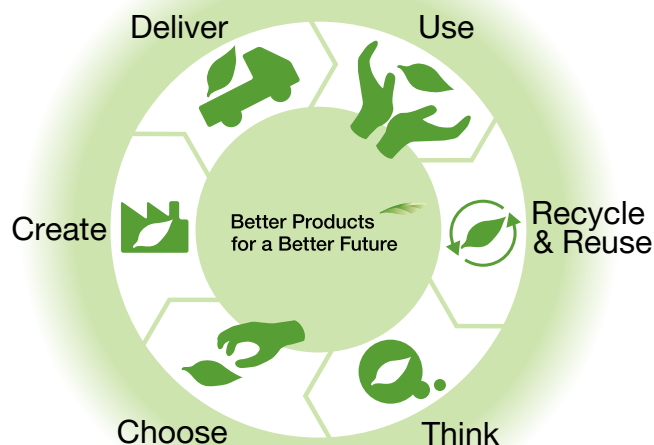 Deliver
Use
Create
Better Products
for a Better Future
Recycle
& Reuse
Choose
Think